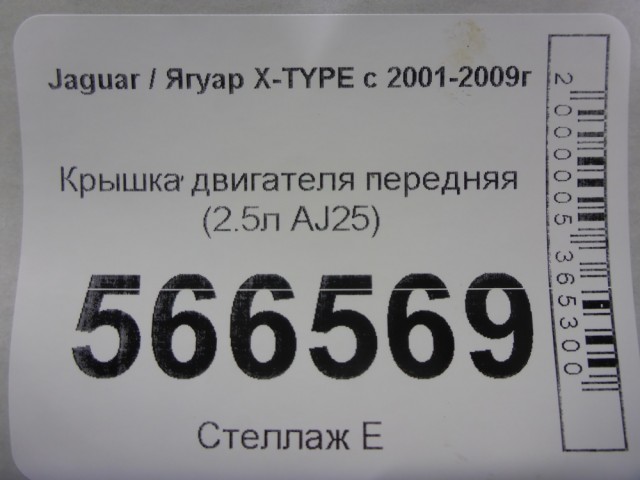 Jaguar / Ягуар X-TYPE с 2001-2009г
Крышка двигателя передняя
(2.5л AJ25)
566569
Стеллаж Е
2000005365300